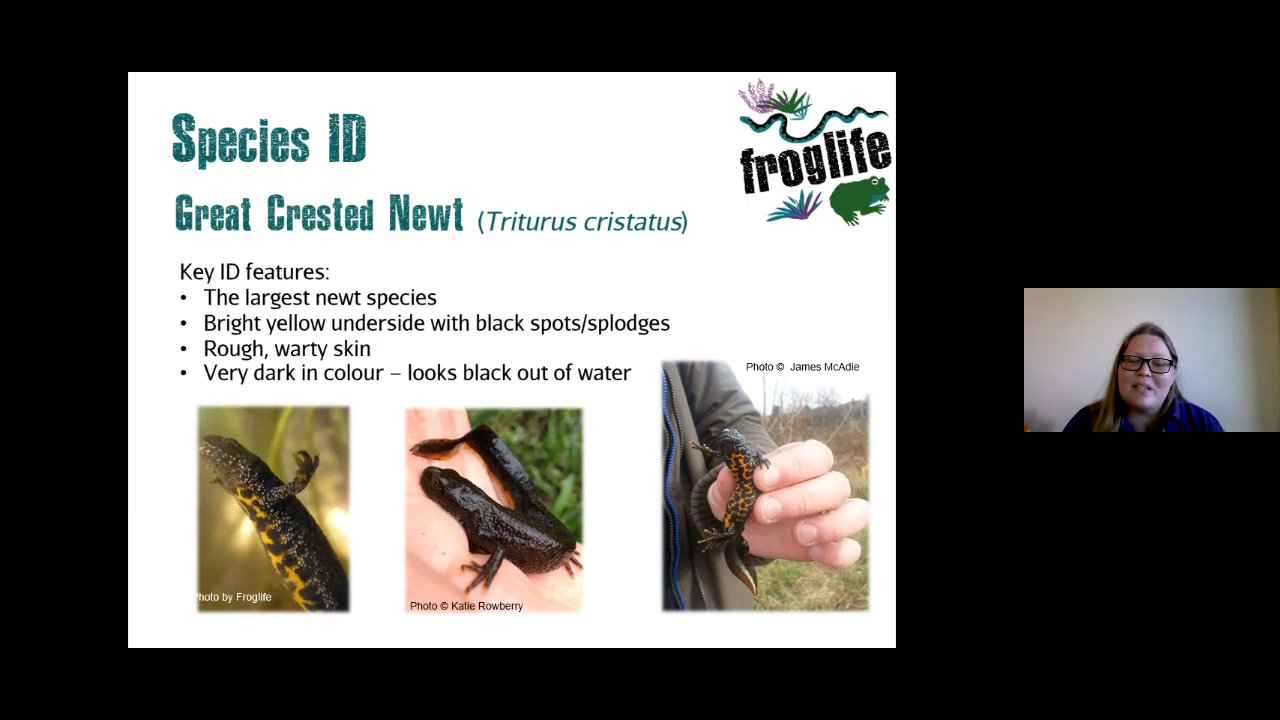 Species ID
froglife
Great Crested Newt (Triturus cristatus)
Key ID features:
• The largest newt species
• Bright yellow underside with black spots/splodges
• Rough, warty skin
• Very dark in colour – looks black out of water
Photo © James McAdie
Photo by Froglife
Photo © Katie Rowberry